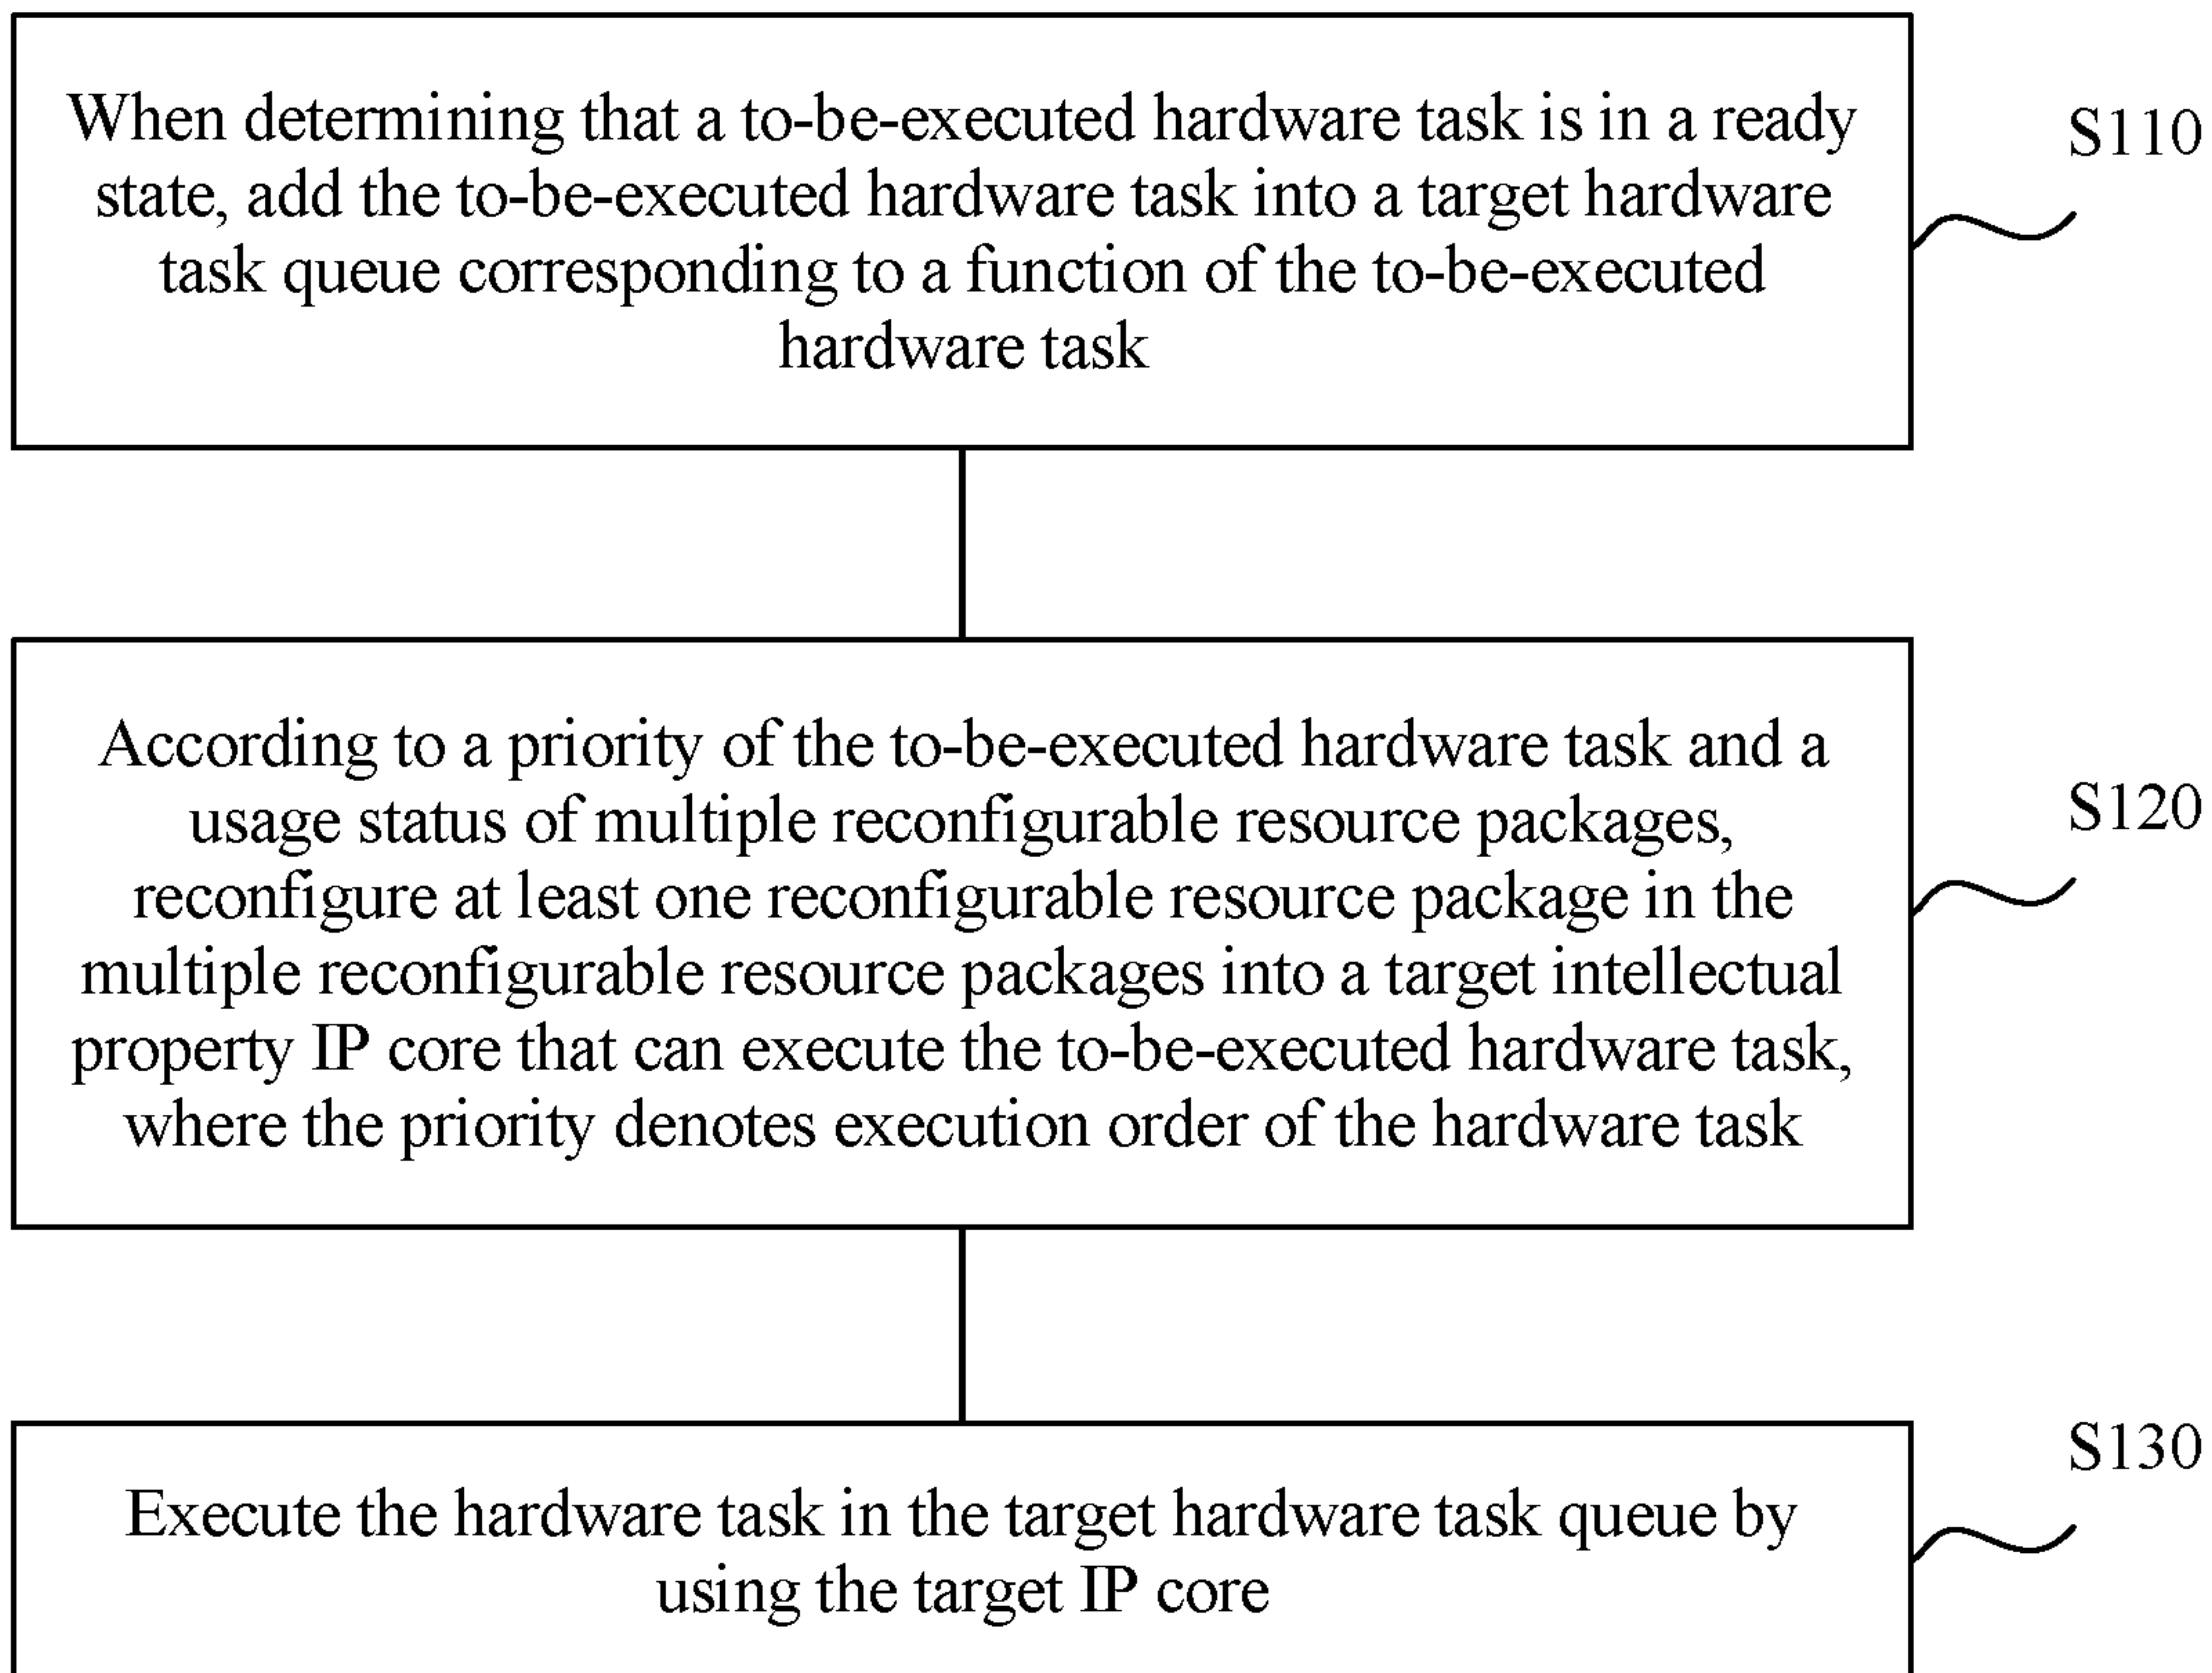 When determining that a to-be-executed hardware task is in a ready
state, add the to-be-executed hardware task into a target hardware
task queue corresponding to a function of the to-be-executed
hardware task
S110
According to a priority of the to-be-executed hardware task and a
usage status of multiple reconfigurable resource packages,
reconfigure at least one reconfigurable resource package in the
multiple reconfigurable resource packages into a target intellectual
property IP core that can execute the to-be-executed hardware task,
where the priority denotes execution order of the hardware task
S120
Execute the hardware task in the target hardware task queue by
using the target IP core
S130